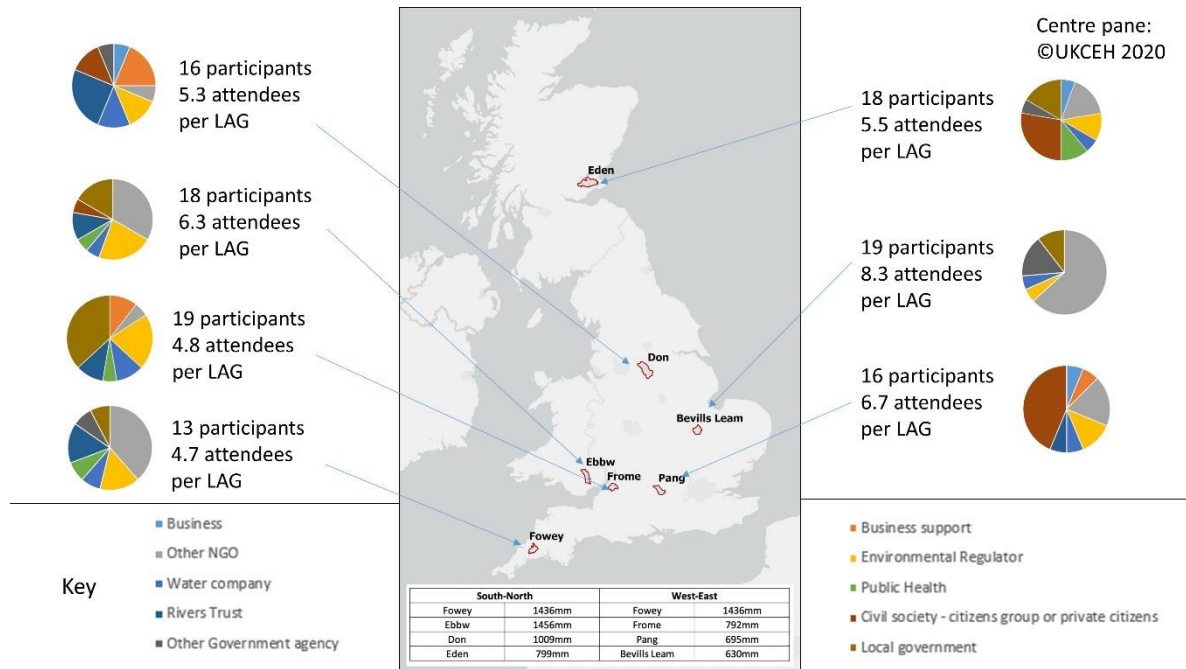 16 participants
5.3 attendees
per LAG
18 participants
6.3 attendees
per LAG
19 participants
4.8 attendees
per LAG
13 participants
4.7 attendees
per LAG
Key
Business
Other NGO
Water company
Rivers Trust
Other Government agency
Eden
Don
Bevills Leam
Ebbw
Frome
Pang
Fowey
South-North West-East
Fowey 1436mm Fowey 1436mm
Ebbw 1456mm Frome 792mm
Don 1009mm Pang 695mm
Eden 799mm Bevills Leam 630mm
Centre pane:
©UKCEH 2020
18 participants
5.5 attendees
per LAG
19 participants
8.3 attendees
per LAG
16 participants
6.7 attendees
per LAG
Business support
Environmental Regulator
Public Health
Civil society - citizens group or private citizens
Local government